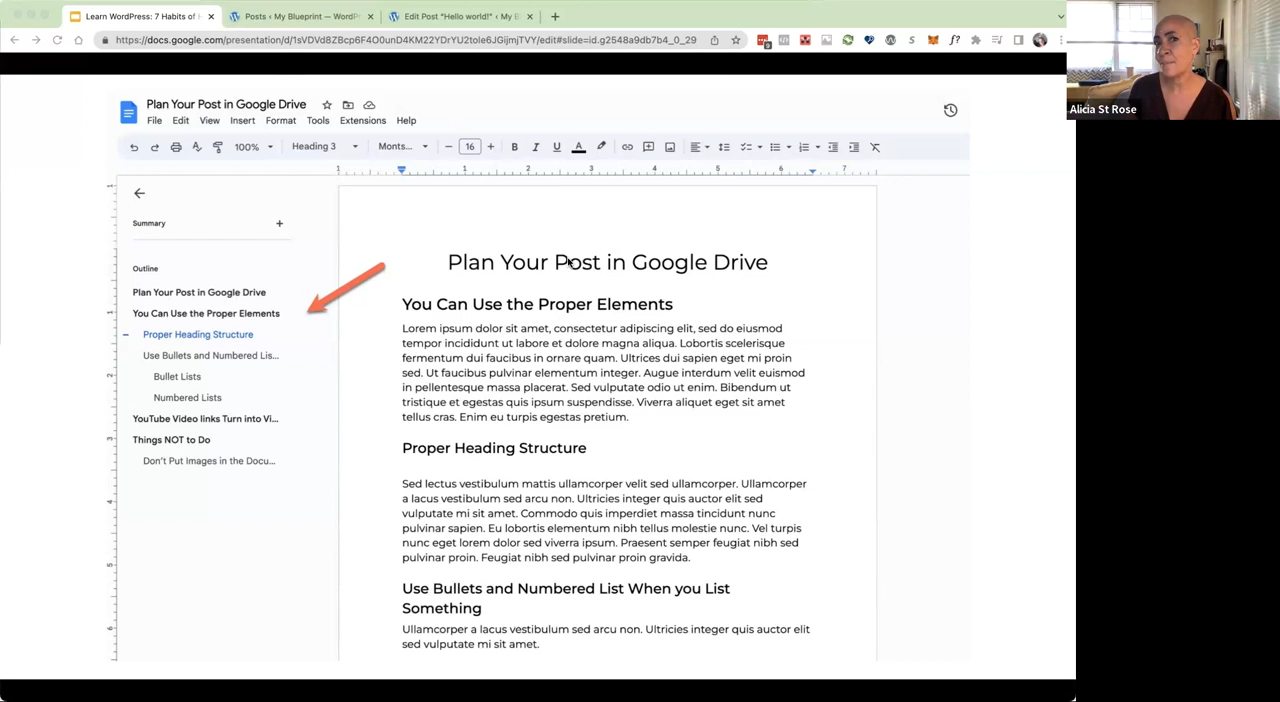 Learn WordPress: 7 Habits of H
Posts ‹ My Blueprint — WordPr
Edit Post "Hello world!" ‹ My B
https://docs.google.com/presentation/d/1sVDVd8ZBcp6F4O0unD4KM22YDrYU2tole6JGijmjTVY/edit#slide=id.g2548a9db7b4_0_29
Alicia St Rose
Plan Your Post in Google Drive
File Edit View Insert Format Tools Extensions Help
100% Heading 3 Monts... 16
1 1 2 3 4 5 6 7
Summary
Outline
Plan Your Post in Google Drive
You Can Use the Proper Elements
Proper Heading Structure
Use Bullets and Numbered Lis...
Bullet Lists
Numbered Lists
YouTube Video links Turn into Vi...
Things NOT to Do
Don't Put Images in the Docu...
Plan Your Post in Google Drive
You Can Use the Proper Elements
Lorem ipsum dolor sit amet, consectetur adipiscing elit, sed do eiusmod
tempor incididunt ut labore et dolore magna aliqua. Lobortis scelerisque
fermentum dui faucibus in ornare quam. Ultrices dui sapien eget mi proin
sed. Ut faucibus pulvinar elementum integer. Augue interdum velit euismod
in pellentesque massa placerat. Sed vulputate odio ut enim. Bibendum ut
tristique et egestas quis ipsum suspendisse. Viverra aliquet eget sit amet
tellus cras. Enim eu turpis egestas pretium.
Proper Heading Structure
Sed lectus vestibulum mattis ullamcorper velit sed ullamcorper. Ullamcorper
a lacus vestibulum sed arcu non. Ultricies integer quis auctor elit sed
vulputate mi sit amet. Commodo quis imperdiet massa tincidunt nunc
pulvinar sapien. Eu lobortis elementum nibh tellus molestie nunc. Vel turpis
nunc eget lorem dolor sed viverra ipsum. Praesent semper feugiat nibh sed
pulvinar proin. Feugiat nibh sed pulvinar proin gravida.
Use Bullets and Numbered List When you List
Something
Ullamcorper a lacus vestibulum sed arcu non. Ultricies integer quis auctor elit
sed vulputate mi sit amet.